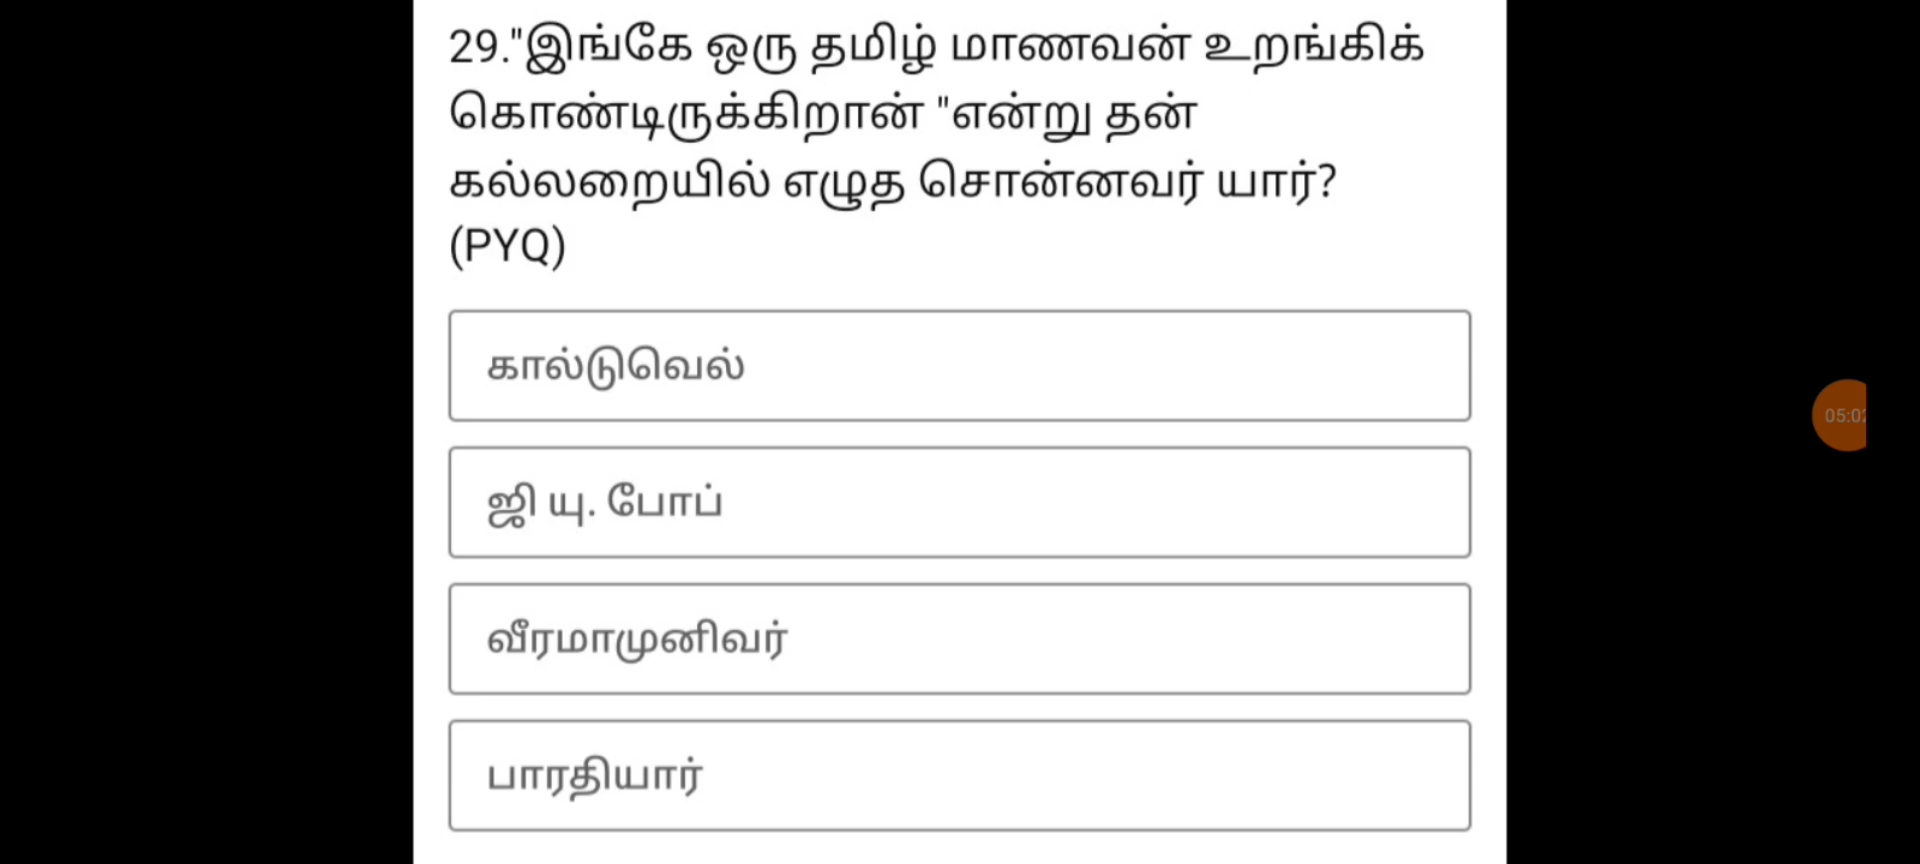 29."இங்கே ஒரு தமிழ் மாணவன் உறங்கிக்
கொண்டிருக்கிறான் "என்று தன்
கல்லறையில் எழுத சொன்னவர் யார்?
(PYQ)
கால்டுவெல்
ஜி யு. போப்
வீரமாமுனிவர்
பாரதியார்